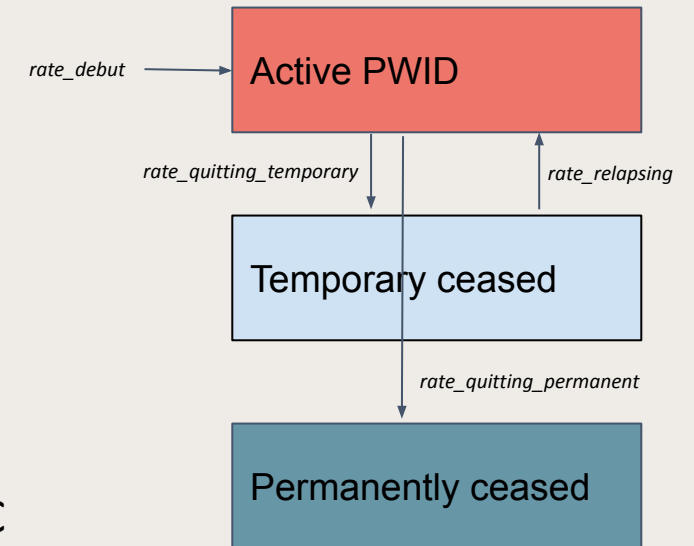 rate_debut
Active PWID
rate_quitting_temporary
rate_relapsing
Temporary ceased
rate_quitting_permanent
Permanently ceased